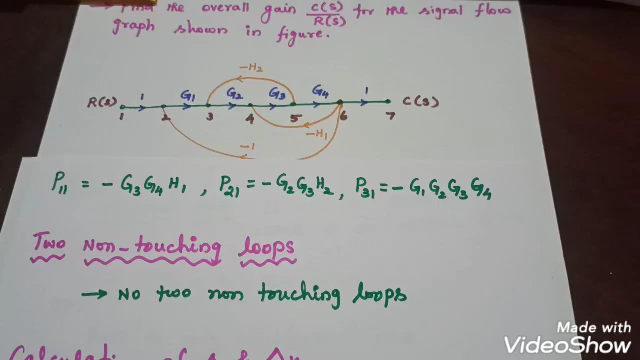 → Find the overall gain C(S)/R(S) for the signal flow
graph shown in figure.
-H2
R(s) 1 G1 G2 G3 G4 1 C(S)
1 2 3 4 5 6 7
-H1
-1
P11 = - G3G4H1 , P21 = - G2G3H2 , P31 = - G1G2G3G4
Two Non-touching loops
→ No two non touching loops
Made with
VideoShow